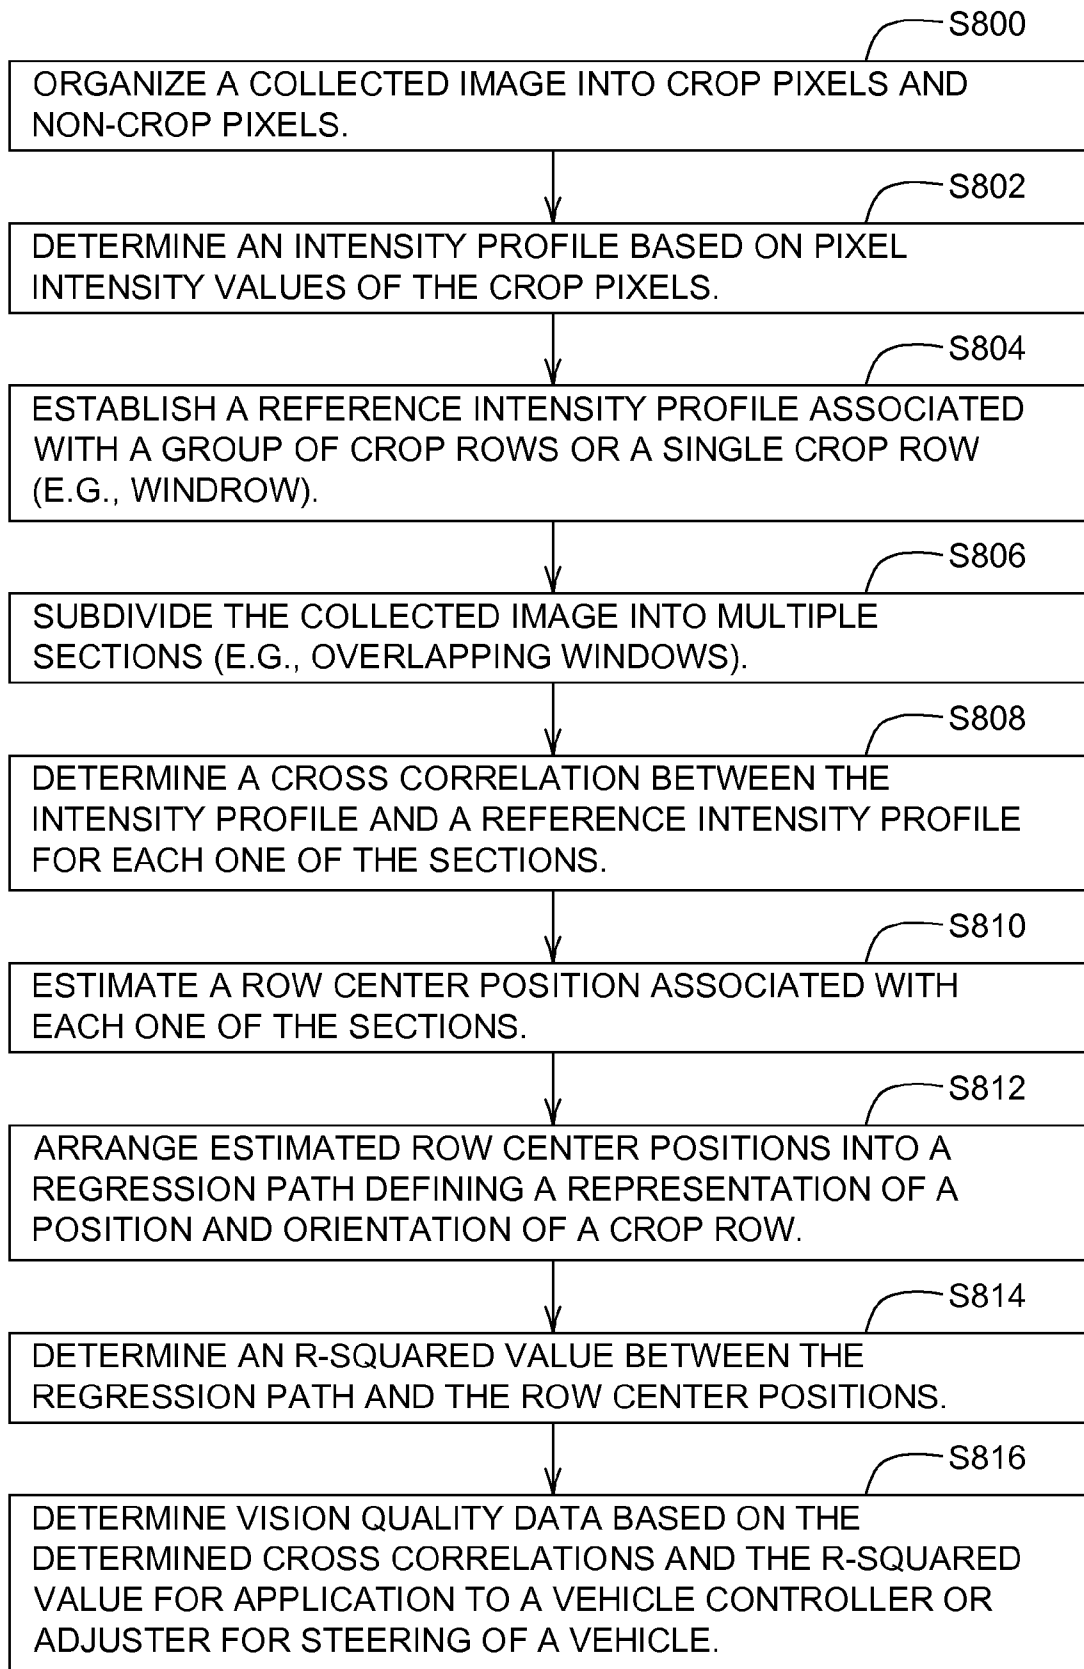 S800
ORGANIZE A COLLECTED IMAGE INTO CROP PIXELS AND
NON-CROP PIXELS.
S802
DETERMINE AN INTENSITY PROFILE BASED ON PIXEL
INTENSITY VALUES OF THE CROP PIXELS.
S804
ESTABLISH A REFERENCE INTENSITY PROFILE ASSOCIATED
WITH A GROUP OF CROP ROWS OR A SINGLE CROP ROW
(E.G., WINDROW).
S806
SUBDIVIDE THE COLLECTED IMAGE INTO MULTIPLE
SECTIONS (E.G., OVERLAPPING WINDOWS).
S808
DETERMINE A CROSS CORRELATION BETWEEN THE
INTENSITY PROFILE AND A REFERENCE INTENSITY PROFILE
FOR EACH ONE OF THE SECTIONS.
S810
ESTIMATE A ROW CENTER POSITION ASSOCIATED WITH
EACH ONE OF THE SECTIONS.
S812
ARRANGE ESTIMATED ROW CENTER POSITIONS INTO A
REGRESSION PATH DEFINING A REPRESENTATION OF A
POSITION AND ORIENTATION OF A CROP ROW.
S814
DETERMINE AN R-SQUARED VALUE BETWEEN THE
REGRESSION PATH AND THE ROW CENTER POSITIONS.
S816
DETERMINE VISION QUALITY DATA BASED ON THE
DETERMINED CROSS CORRELATIONS AND THE R-SQUARED
VALUE FOR APPLICATION TO A VEHICLE CONTROLLER OR
ADJUSTER FOR STEERING OF A VEHICLE.